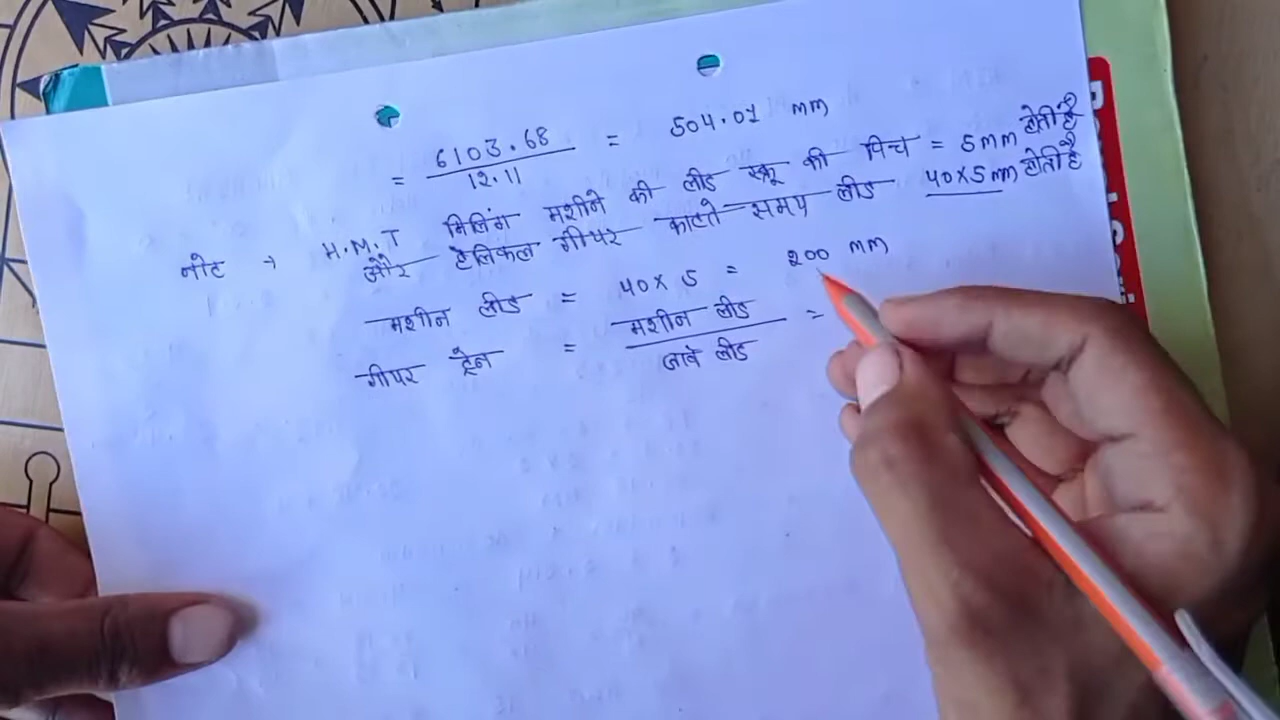 = 6103.68 / 12.11 = 504.01 mm
नोट → H.M.T मिलिंग मशीने की लीड स्क्रू की पिच = 5mm होती है
और हेलिकल गीयर काटते समय लीड 40×5mm होती है
मशीन लीड = 40×5 = 200 mm
गीयर ट्रेन = मशीन लीड / जाब लीड =